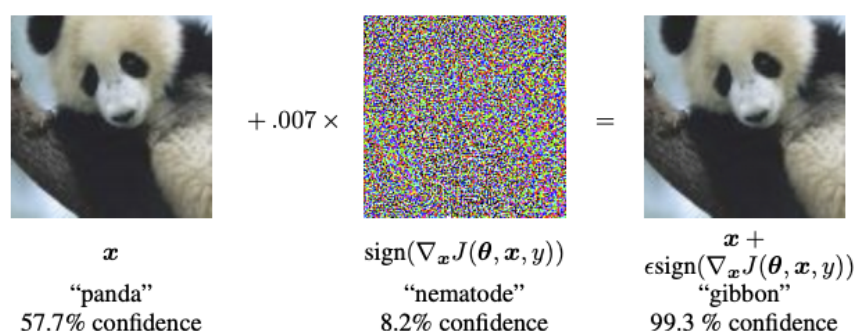 + .007 ×
=
x
sign(∇ₓJ(θ, x, y))
x +
ϵsign(∇ₓJ(θ, x, y))
“panda”
“nematode”
“gibbon”
57.7% confidence
8.2% confidence
99.3 % confidence